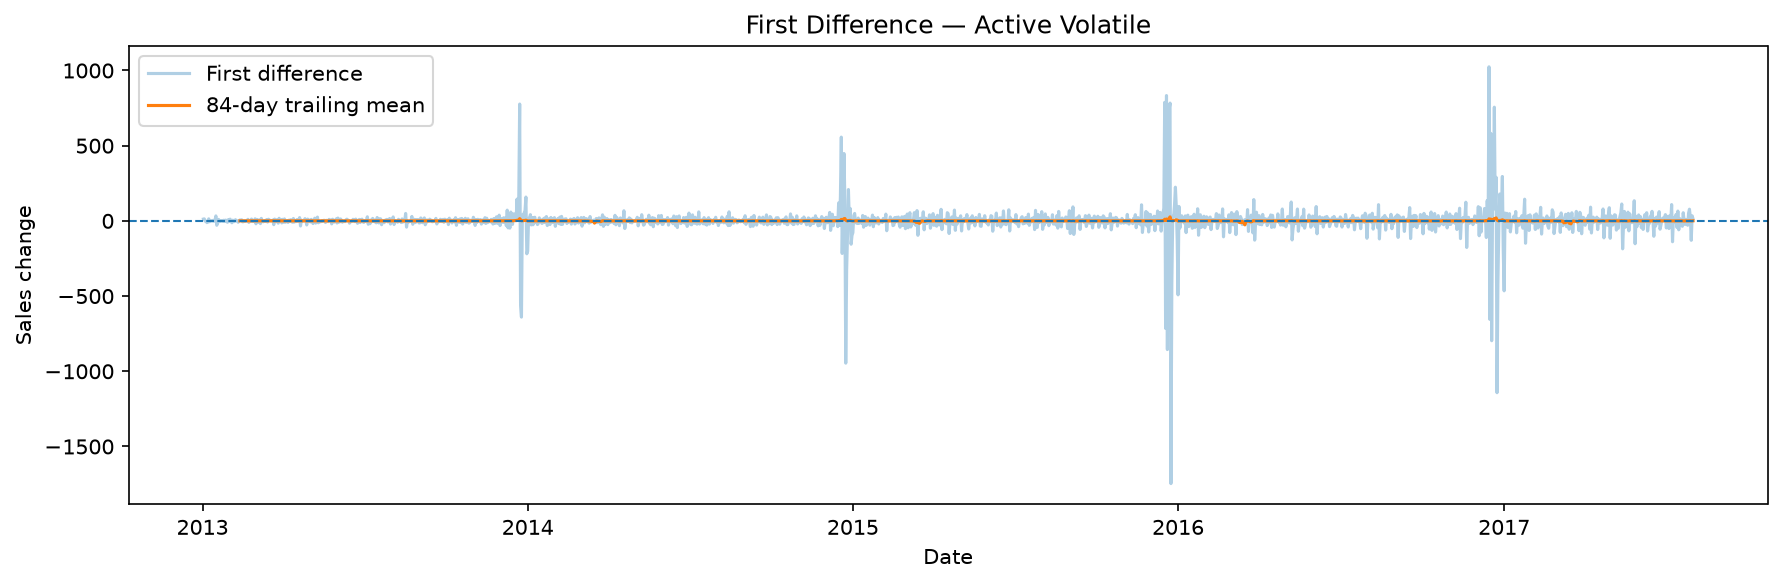 First Difference — Active Volatile
First difference
84-day trailing mean
1000
500
0
−500
−1000
−1500
Sales change
2013
2014
2015
2016
2017
Date